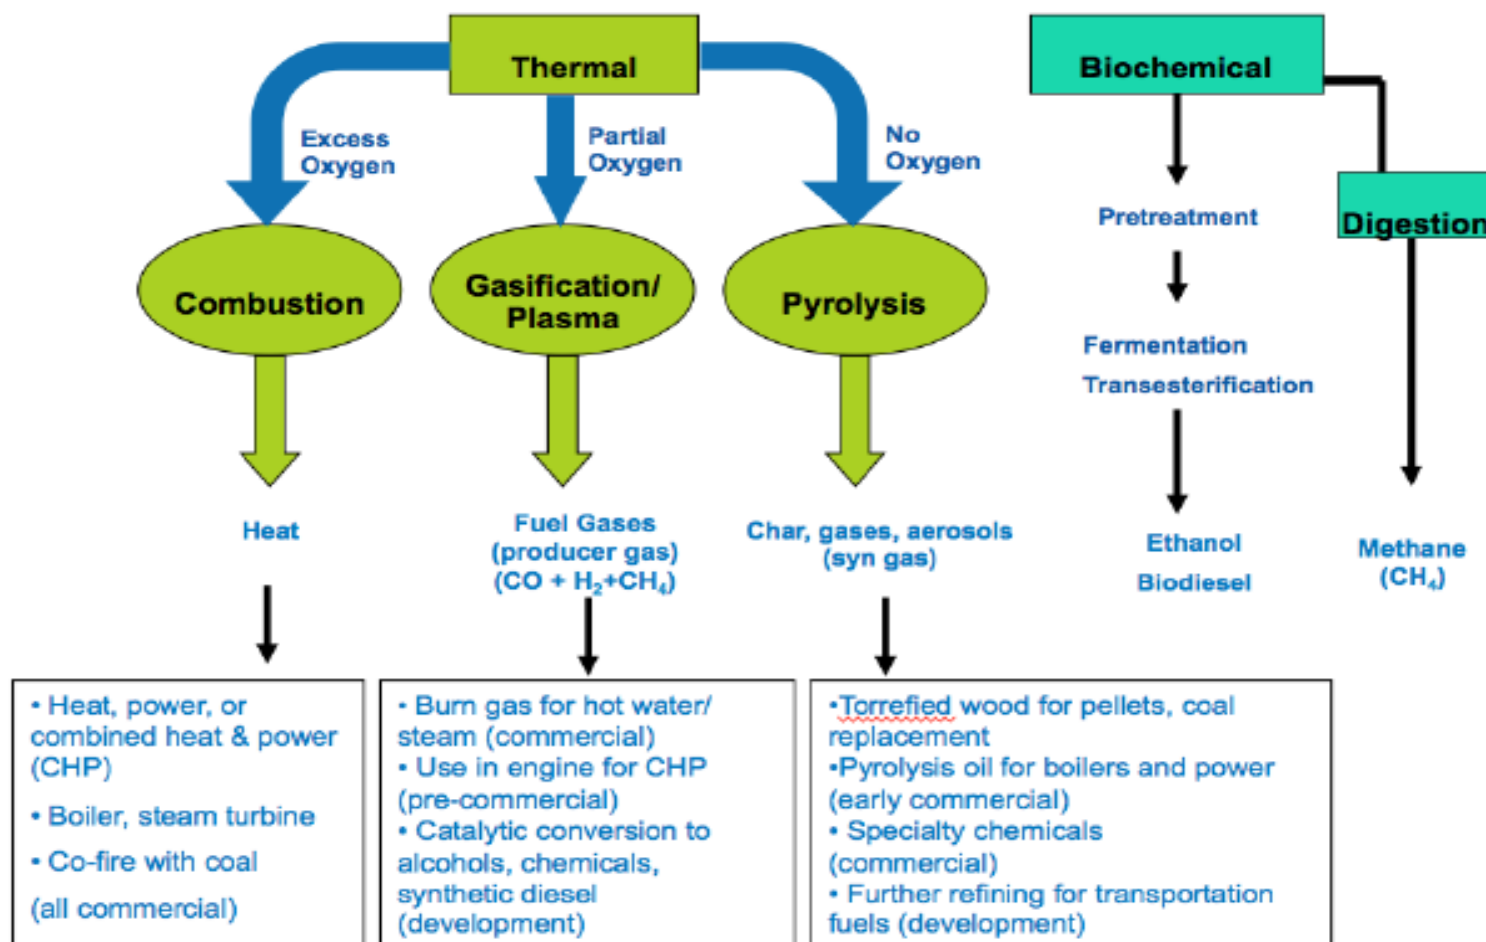 Thermal
Biochemical
Excess
Oxygen
Partial
Oxygen
No
Oxygen
Pretreatment
Digestion
Combustion
Gasification/
Plasma
Pyrolysis
Fermentation
Transesterification
Heat
Fuel Gases
(producer gas)
(CO + H₂+CH₄)
Char, gases, aerosols
(syn gas)
Ethanol
Biodiesel
Methane
(CH₄)
• Heat, power, or
combined heat & power
(CHP)
• Boiler, steam turbine
• Co-fire with coal
(all commercial)
• Burn gas for hot water/
steam (commercial)
• Use in engine for CHP
(pre-commercial)
• Catalytic conversion to
alcohols, chemicals,
synthetic diesel
(development)
•Torrefied wood for pellets, coal
replacement
•Pyrolysis oil for boilers and power
(early commercial)
• Specialty chemicals
(commercial)
• Further refining for transportation
fuels (development)